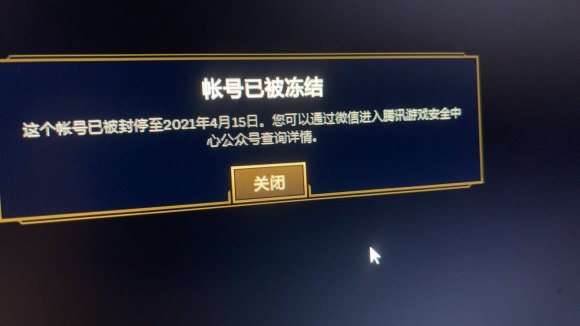 帐号已被冻结
这个帐号已被封停至2021年4月15日。您可以通过微信进入腾讯游戏安全中
心公众号查询详情。
关闭